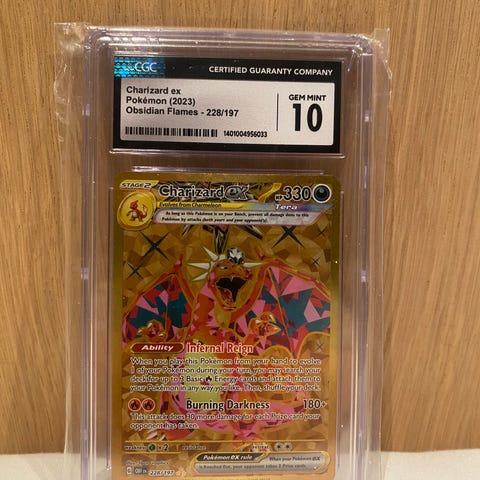 CGC
CERTIFIED GUARANTY COMPANY
Charizard ex
Pokémon (2023)
Obsidian Flames - 228/197
GEM MINT
10
1401004956033
STAGE 2
Charizard ex
HP 330
Evolves from Charmeleon
Tera
As long as this Pokémon is on your Bench, prevent all damage done to this
Pokémon by attacks (both yours and your opponent's).
Ability Infernal Reign
When you play this Pokémon from your hand to evolve
1 of your Pokémon during your turn, you may search your
deck for up to 3 Basic Energy cards and attach them to
your Pokémon in any way you like. Then, shuffle your deck.
Burning Darkness 180+
This attack does 30 more damage for each Prize card your
opponent has taken.
weakness ×2 resistance retreat
Pokémon ex rule
When your Pokémon ex
is Knocked Out, your opponent takes 2 Prize cards.
OBF EN 228/197